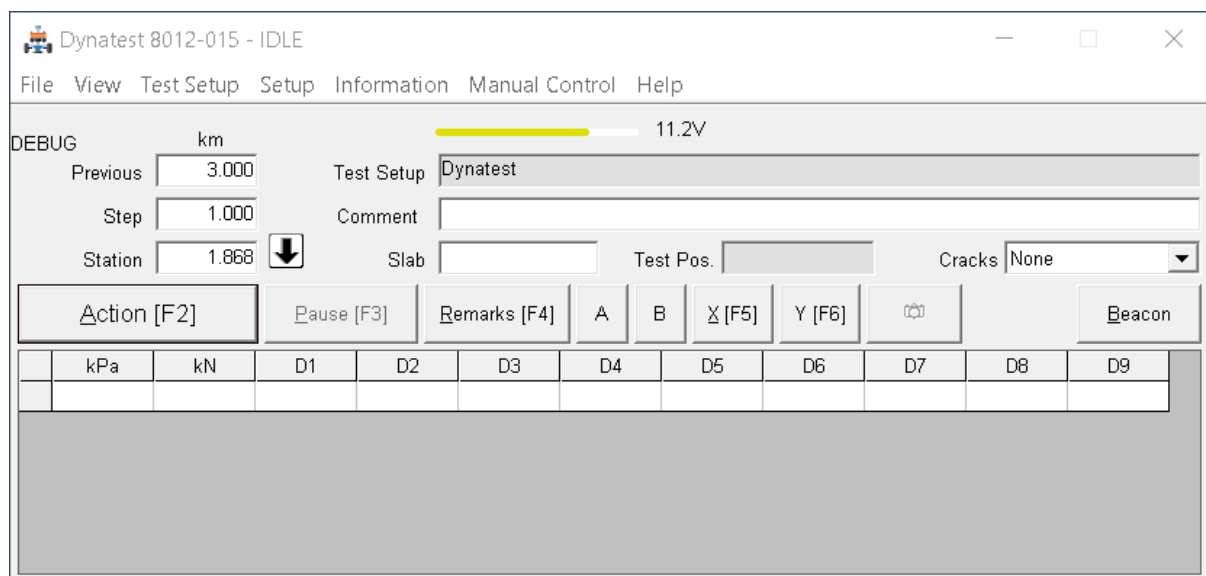 Dynatest 8012-015 - IDLE
File View Test Setup Setup Information Manual Control Help
DEBUG km 11.2V
Previous 3.000 Test Setup Dynatest
Step 1.000 Comment
Station 1.868 Slab Test Pos. Cracks None
Action [F2] Pause [F3] Remarks [F4] A B X [F5] Y [F6] Beacon
kPa kN D1 D2 D3 D4 D5 D6 D7 D8 D9